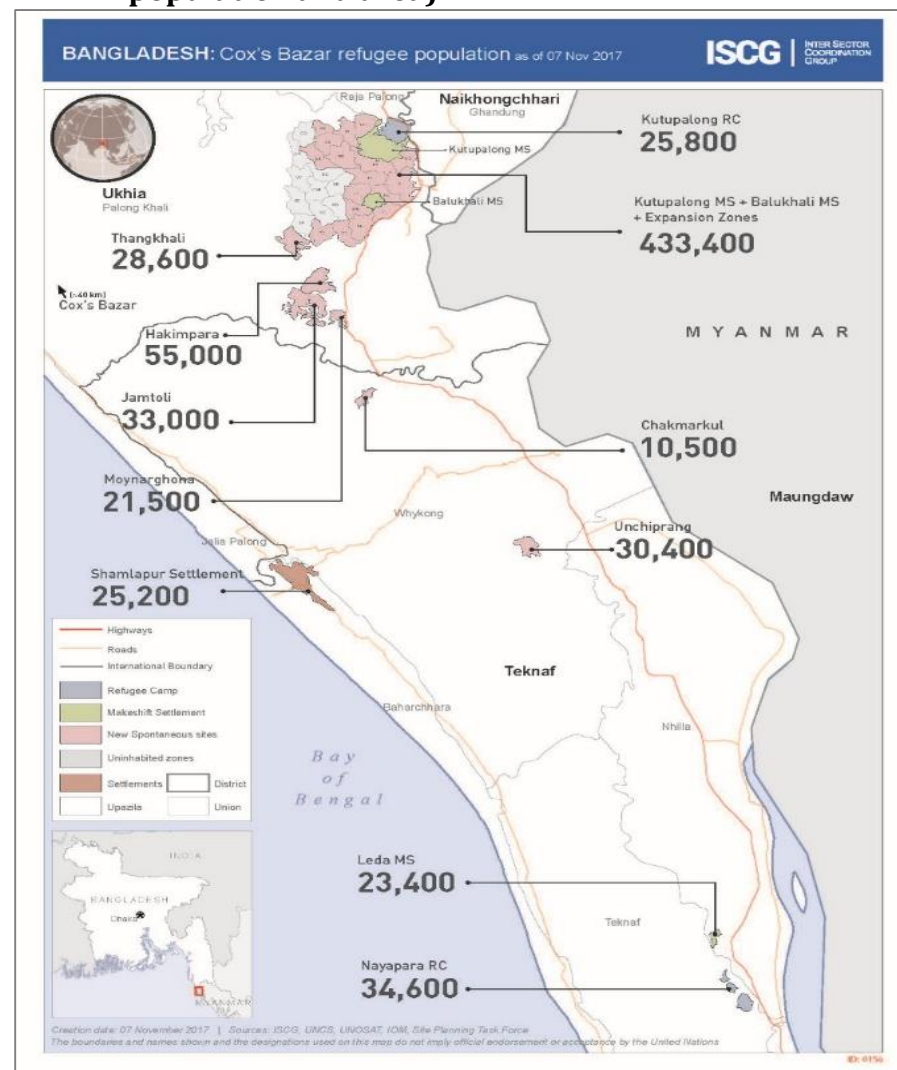 BANGLADESH: Cox's Bazar refugee population as of 07 Nov 2017
ISCG
INTER SECTOR
COORDINATION
GROUP
Raja Palong
Naikhongchhari
Ghandung
Kutupalong RC
25,800
Kutupalong MS
Kutupalong MS + Balukhali MS
+ Expansion Zones
433,400
Balukhali MS
Ukhia
Palong Khali
Thangkhali
28,600
(~40 km)
Cox's Bazar
Hakimpara
55,000
MYANMAR
Jamtoli
33,000
Chakmarkul
10,500
Moynarghona
21,500
Maungdaw
Whykong
Unchiprang
30,400
Jalia Palong
Shamlapur Settlement
25,200
Highways
Roads
International Boundary
Refugee Camp
Makeshift Settlement
New Spontaneous sites
Uninhabited zones
Settlements
District
Upazila
Union
Teknaf
Baharchhara
Nhilla
Bay
of
Bengal
INDIA
BANGLADESH
Dhaka
MYANMAR
Leda MS
23,400
Teknaf
Nayapara RC
34,600
Creation date: 07 November 2017 | Sources: ISCG, UNCS, UNOSAT, IOM, Site Planning Task Force
The boundaries and names shown and the designations used on this map do not imply official endorsement or acceptance by the United Nations
ID: 0156